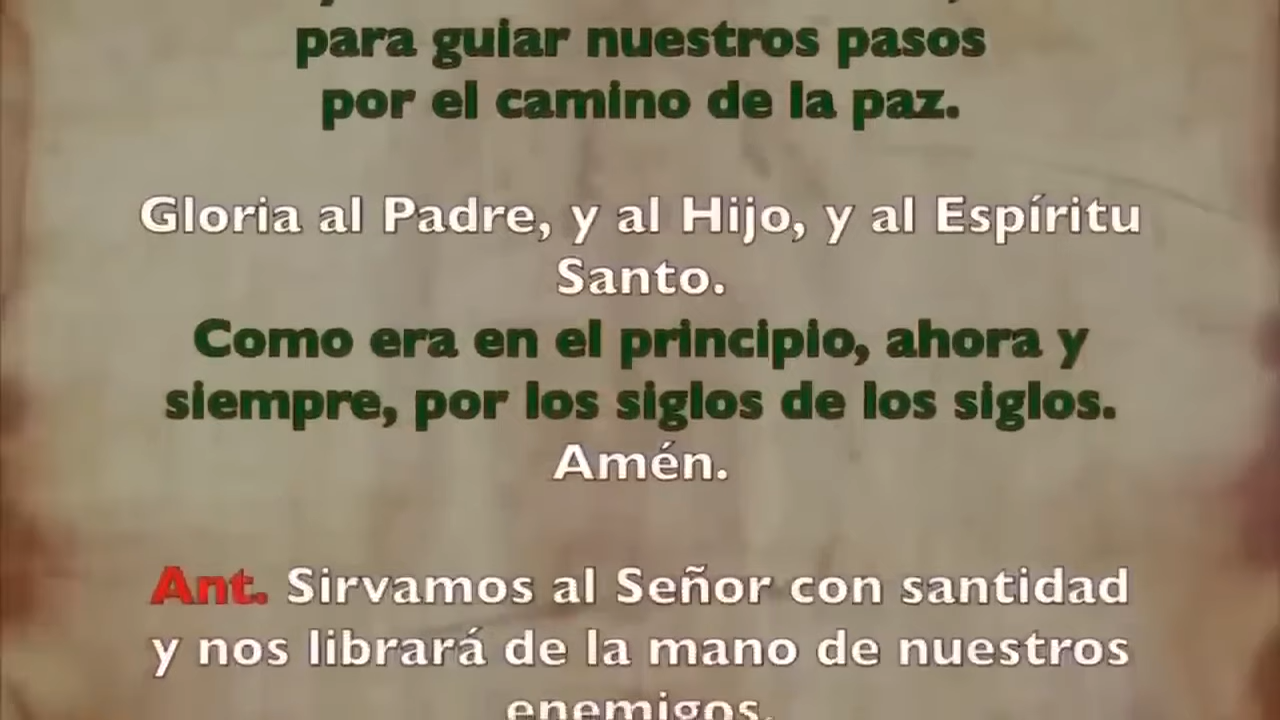 para guiar nuestros pasos
por el camino de la paz.
Gloria al Padre, y al Hijo, y al Espíritu
Santo.
Como era en el principio, ahora y
siempre, por los siglos de los siglos.
Amén.
Ant. Sirvamos al Señor con santidad
y nos librará de la mano de nuestros
enemigos.